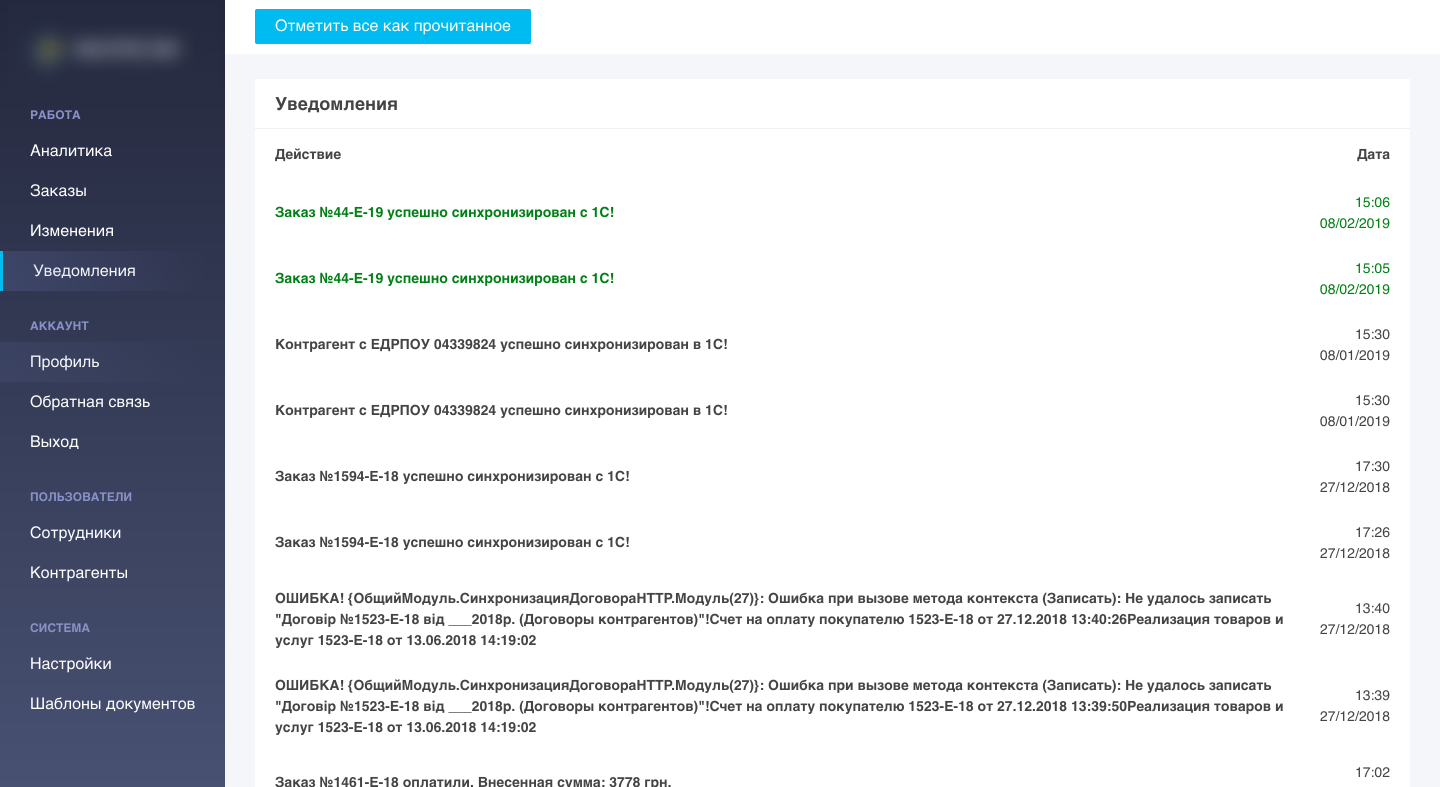 Отметить все как прочитанное
РАБОТА
Аналитика
Заказы
Изменения
Уведомления
АККАУНТ
Профиль
Обратная связь
Выход
ПОЛЬЗОВАТЕЛИ
Сотрудники
Контрагенты
СИСТЕМА
Настройки
Шаблоны документов
Уведомления
Действие Дата
Заказ №44-Е-19 успешно синхронизирован с 1С! 15:06
08/02/2019
Заказ №44-Е-19 успешно синхронизирован с 1С! 15:05
08/02/2019
Контрагент с ЕДРПОУ 04339824 успешно синхронизирован в 1С! 15:30
08/01/2019
Контрагент с ЕДРПОУ 04339824 успешно синхронизирован в 1С! 15:30
08/01/2019
Заказ №1594-Е-18 успешно синхронизирован с 1С! 17:30
27/12/2018
Заказ №1594-Е-18 успешно синхронизирован с 1С! 17:26
27/12/2018
ОШИБКА! {ОбщийМодуль.СинхронизацияДоговораHTTP.Модуль(27)}: Ошибка при вызове метода контекста (Записать): Не удалось записать
"Договір №1523-Е-18 від ___2018р. (Договоры контрагентов)"!Счет на оплату покупателю 1523-Е-18 от 27.12.2018 13:40:26Реализация товаров и
услуг 1523-Е-18 от 13.06.2018 14:19:02
13:40
27/12/2018
ОШИБКА! {ОбщийМодуль.СинхронизацияДоговораHTTP.Модуль(27)}: Ошибка при вызове метода контекста (Записать): Не удалось записать
"Договір №1523-Е-18 від ___2018р. (Договоры контрагентов)"!Счет на оплату покупателю 1523-Е-18 от 27.12.2018 13:39:50Реализация товаров и
услуг 1523-Е-18 от 13.06.2018 14:19:02
13:39
27/12/2018
Заказ №1461-Е-18 оплатили. Внесенная сумма: 3778 грн. 17:02